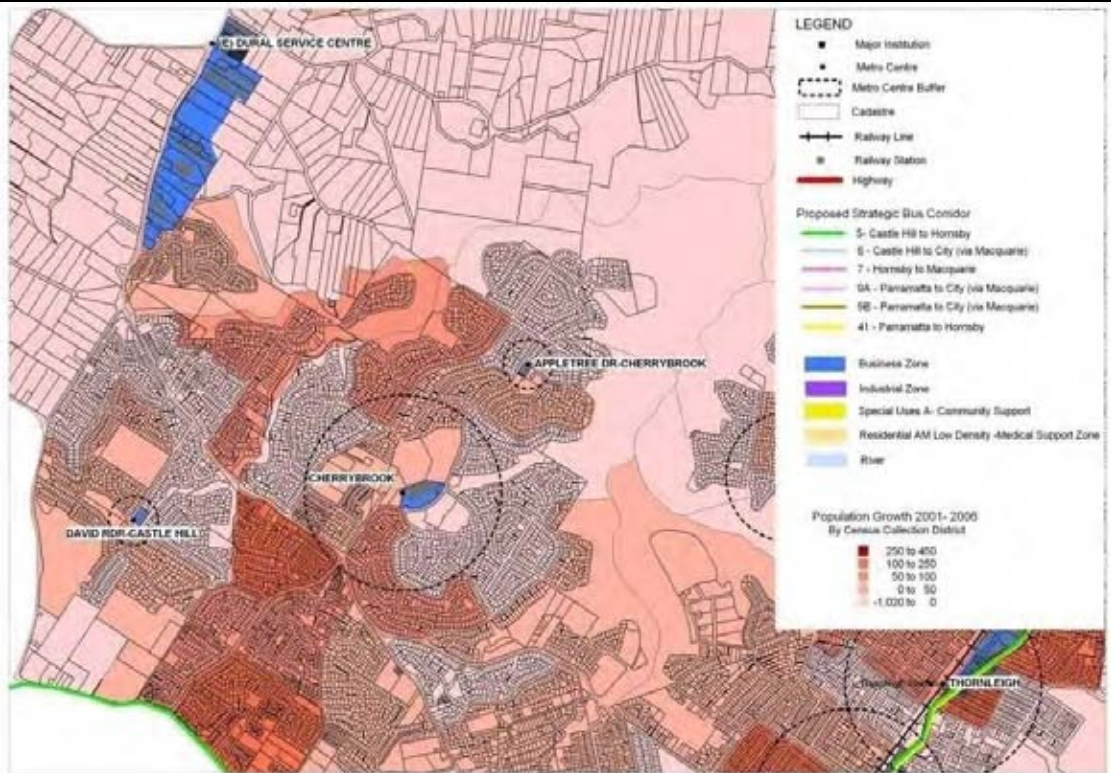 (E) DURAL SERVICE CENTRE
APPLETREE DR-CHERRYBROOK
CHERRYBROOK
DAVID RDR-CASTLE HILL
THORNLEIGH
LEGEND
Major Institution
Metro Centre
Metro Centre Buffer
Cadastre
Railway Line
Railway Station
Highway
Proposed Strategic Bus Corridor
5- Castle Hill to Hornsby
6 - Castle Hill to City (via Macquarie)
7 - Hornsby to Macquarie
9A - Parramatta to City (via Macquarie)
9B - Parramatta to City (via Macquarie)
41 - Parramatta to Hornsby
Business Zone
Industrial Zone
Special Uses A- Community Support
Residential AM Low Density -Medical Support Zone
River
Population Growth 2001- 2006
By Census Collection District
250 to 450
100 to 250
50 to 100
0 to 50
-1,020 to 0